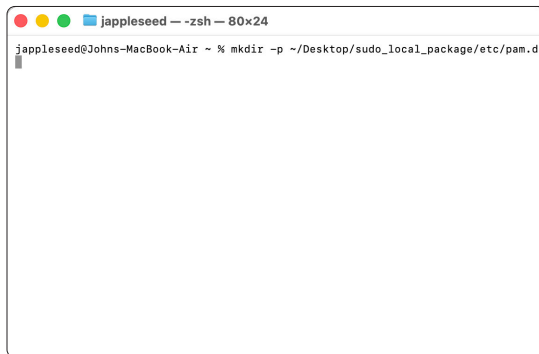 jappleseed — -zsh — 80×24
jappleseed@Johns-MacBook-Air ~ % mkdir -p ~/Desktop/sudo_local_package/etc/pam.d